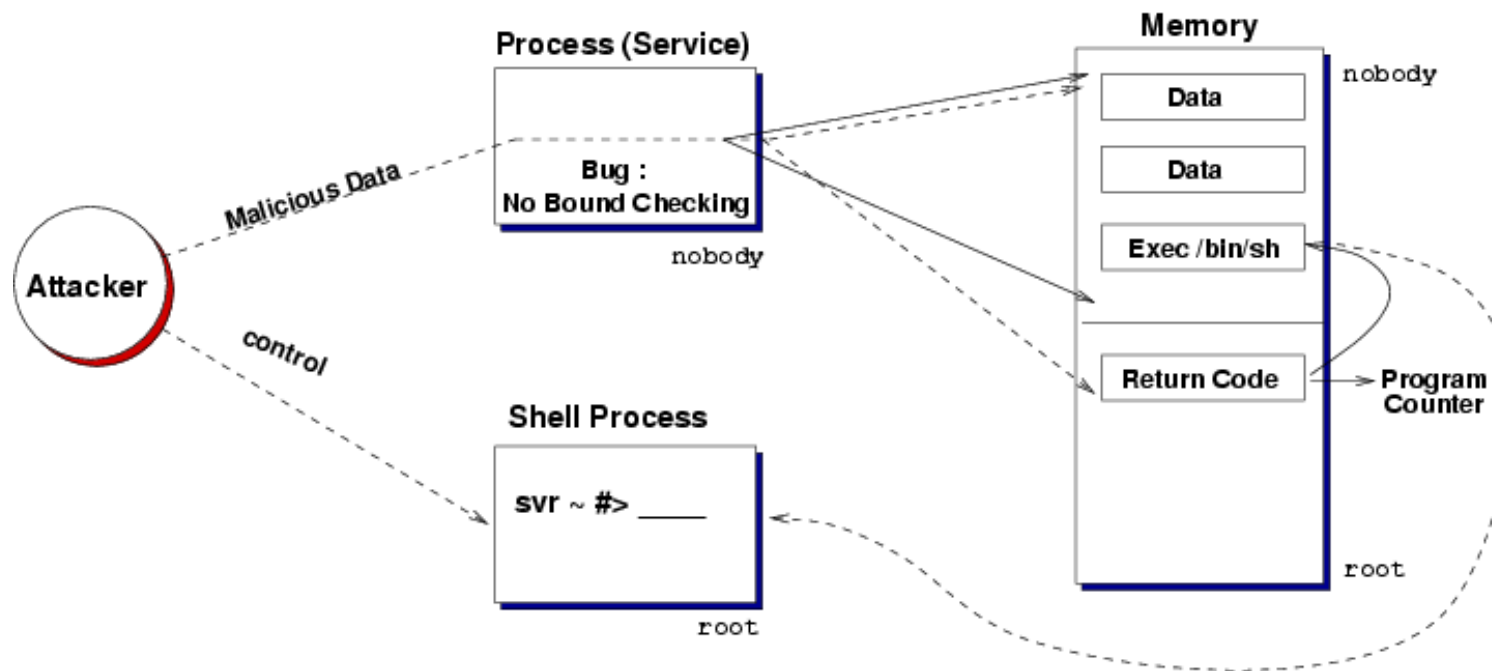 Process (Service)
Memory
nobody
Data
Malicious Data
Bug :
No Bound Checking
Data
nobody
Exec /bin/sh
Attacker
control
Return Code
Program
Counter
Shell Process
svr ~ #> ____
root
root